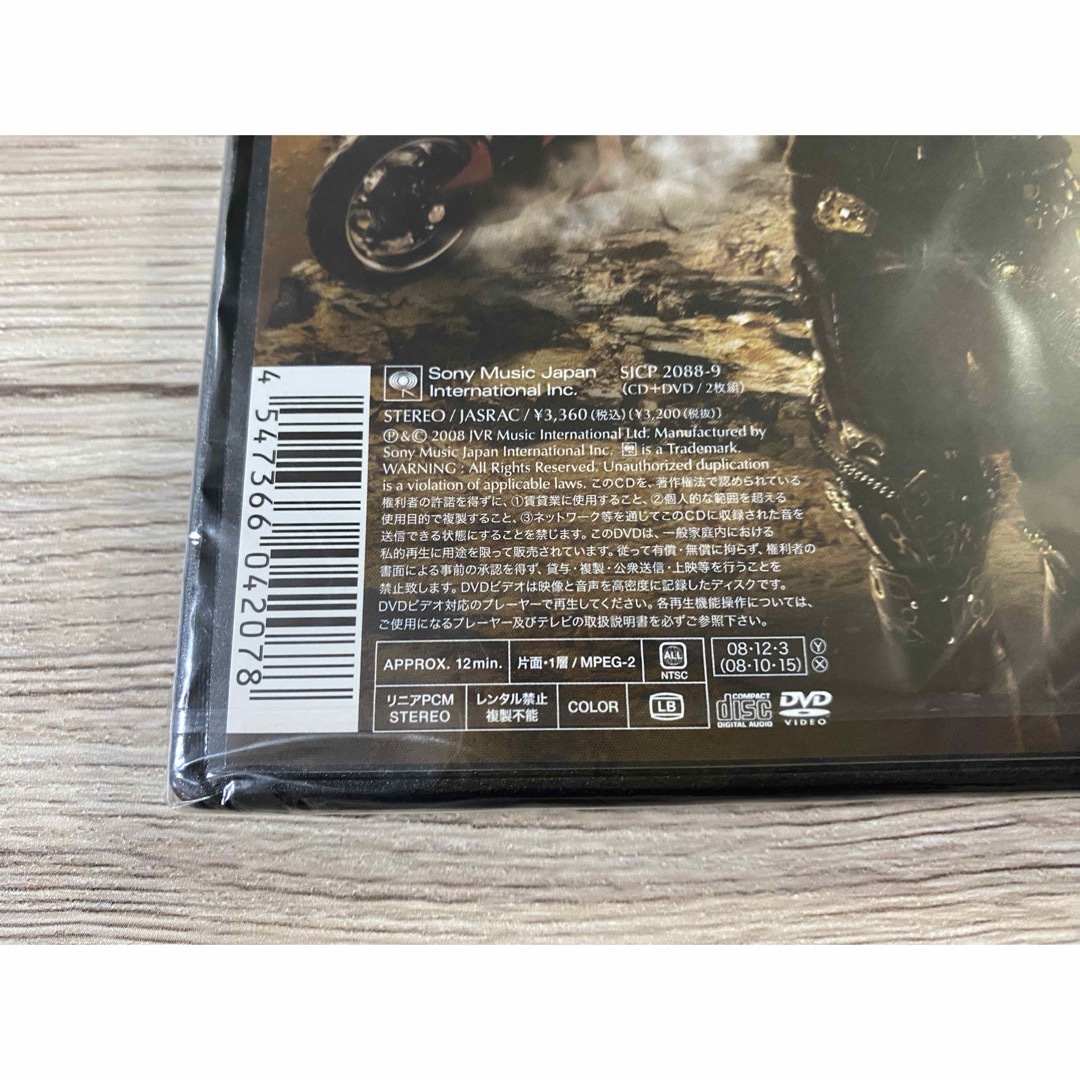 4 547366 042078
Sony Music Japan International Inc.
SICP 2088-9
(CD+DVD / 2枚組)
STEREO / JASRAC / ¥3,360 (税込) (¥3,200 (税抜)]
Ⓟ&© 2008 JVR Music International Ltd. Manufactured by
Sony Music Japan International Inc. is a Trademark.
WARNING : All Rights Reserved. Unauthorized duplication
is a violation of applicable laws. このCDを、著作権法で認められている
権利者の許諾を得ずに、①賃貸業に使用すること、②個人的な範囲を超える
使用目的で複製すること、③ネットワーク等を通じてこのCDに収録された音を
送信できる状態にすることを禁じます。このDVDは、一般家庭内における
私的再生に用途を限って販売されています。従って有償・無償に拘らず、権利者の
書面による事前の承認を得ず、貸与・複製・公衆送信・上映等を行うことを
禁止致します。DVDビデオは映像と音声を高密度に記録したディスクです。
DVDビデオ対応のプレーヤーで再生してください。各再生機能操作については、
ご使用になるプレーヤー及びテレビの取扱説明書を必ずご参照下さい。
APPROX. 12min.
片面・1層 / MPEG-2
ALL
NTSC
08・12・3
(08・10・15)
Ⓨ
Ⓧ
リニアPCM
STEREO
レンタル禁止
複製不能
COLOR
LB
COMPACT
disc
DIGITAL AUDIO
DVD
VIDEO